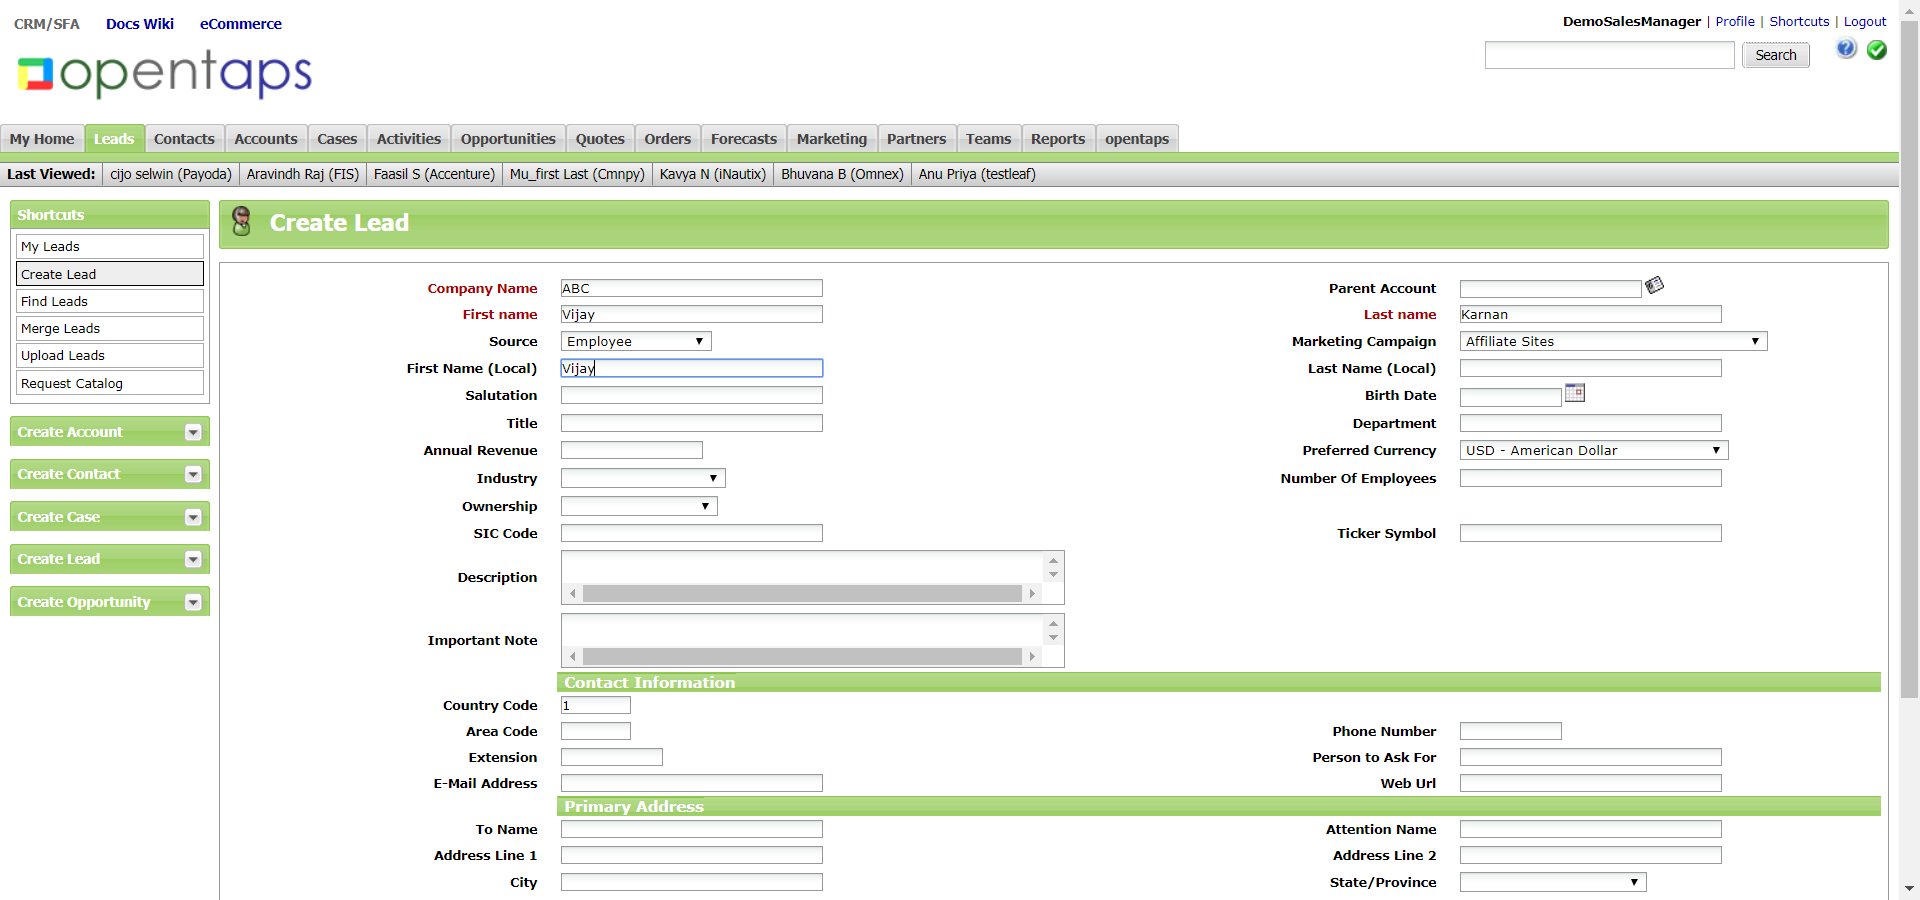 CRM/SFA Docs Wiki eCommerce
DemoSalesManager | Profile | Shortcuts | Logout
opentaps
Search
My Home Leads Contacts Accounts Cases Activities Opportunities Quotes Orders Forecasts Marketing Partners Teams Reports opentaps
Last Viewed: cijo selwin (Payoda) Aravindh Raj (FIS) Faasil S (Accenture) Mu_first Last (Cmnpy) Kavya N (iNautix) Bhuvana B (Omnex) Anu Priya (testleaf)
Shortcuts
My Leads
Create Lead
Find Leads
Merge Leads
Upload Leads
Request Catalog
Create Account
Create Contact
Create Case
Create Lead
Create Opportunity
Create Lead
Company Name ABC Parent Account
First name Vijay Last name Karnan
Source Employee Marketing Campaign Affiliate Sites
First Name (Local) Vijay Last Name (Local)
Salutation Birth Date
Title Department
Annual Revenue Preferred Currency USD - American Dollar
Industry Number Of Employees
Ownership
SIC Code Ticker Symbol
Description
Important Note
Contact Information
Country Code 1
Area Code Phone Number
Extension Person to Ask For
E-Mail Address Web Url
Primary Address
To Name Attention Name
Address Line 1 Address Line 2
City State/Province